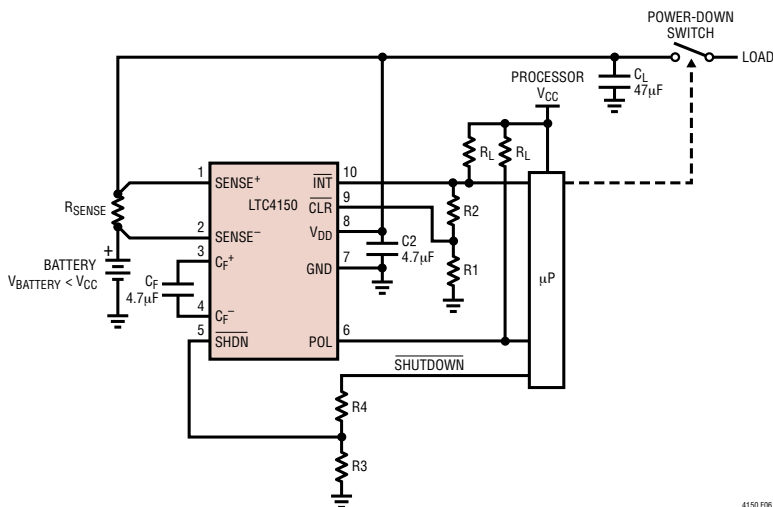 POWER-DOWN
SWITCH
LOAD
PROCESSOR
VCC
CL
47µF
RL
RL
1
SENSE+
INT
10
LTC4150
CLR
9
RSENSE
2
SENSE−
VDD
8
R2
3
CF+
C2
4.7µF
BATTERY
VBATTERY < VCC
+
CF
4.7µF
GND
7
R1
µP
4
CF−
5
SHDN
POL
6
SHUTDOWN
R4
R3
4150 F06